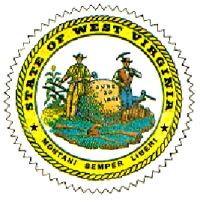 STATE OF WEST VIRGINIA
JUNE
20
1863
MONTANI SEMPER LIBERI